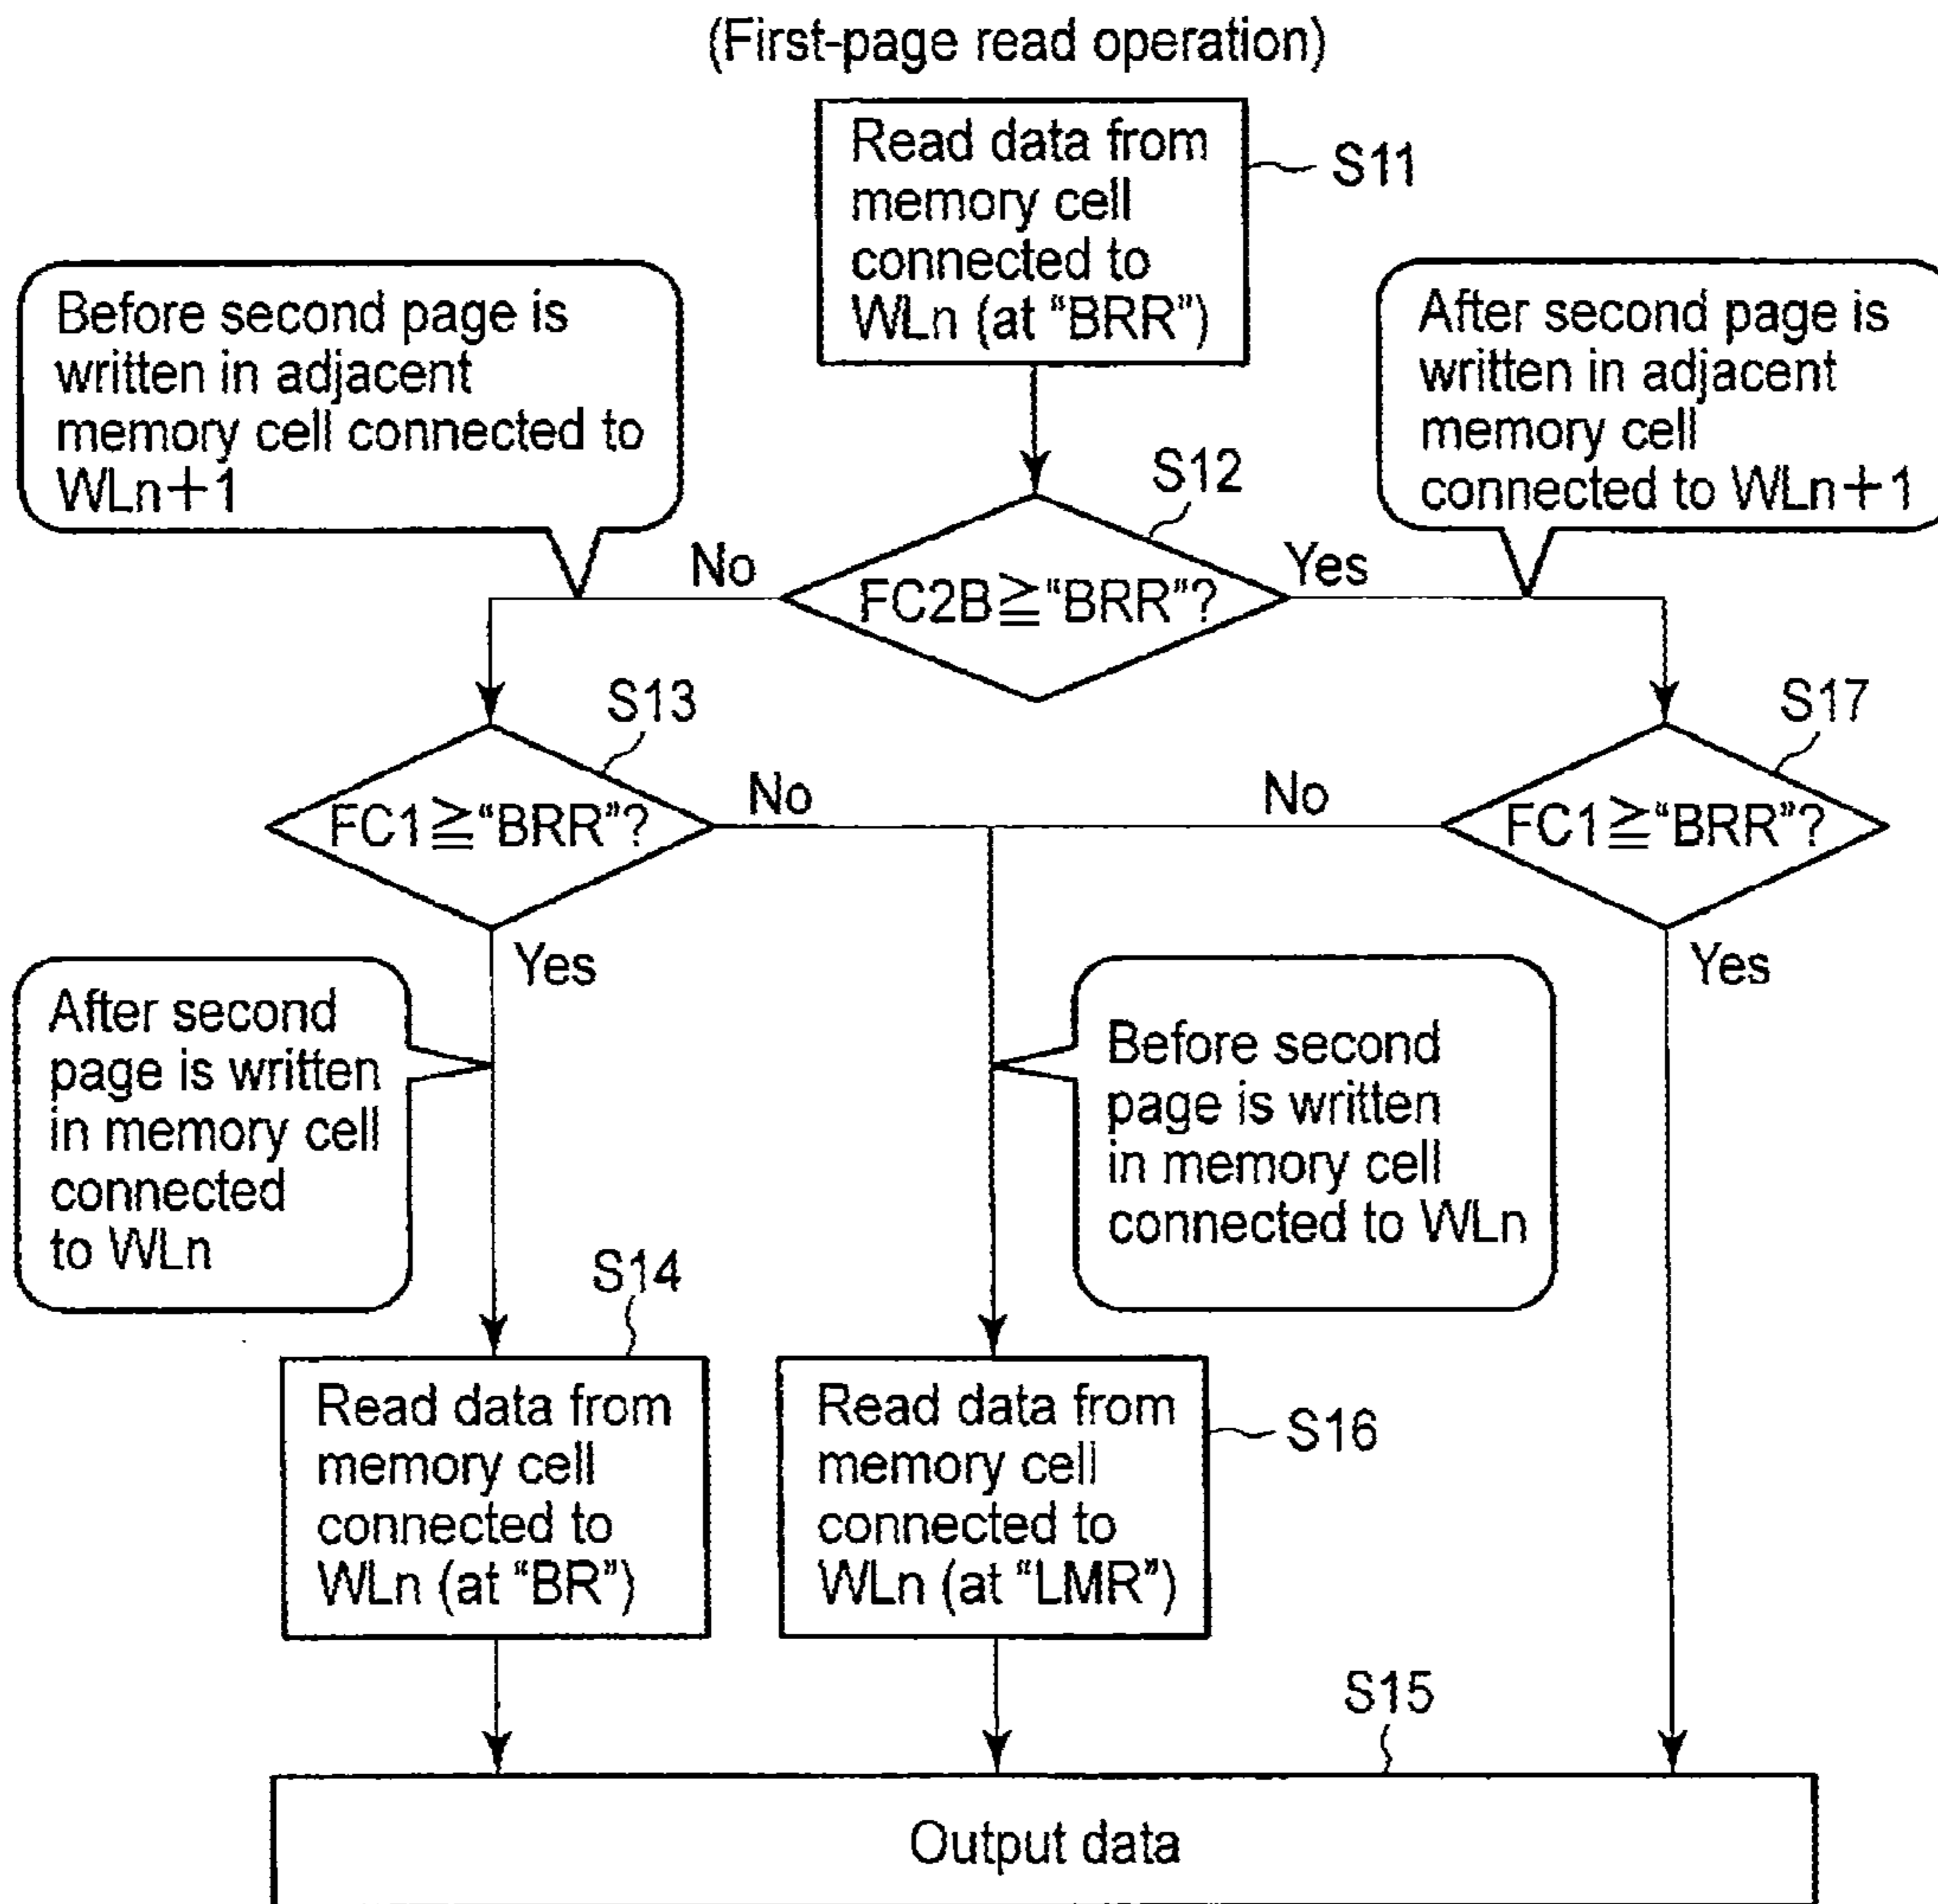 (First-page read operation)
Read data from
memory cell
connected to
WLn (at “BRR”)
S11
Before second page is
written in adjacent
memory cell connected to
WLn+1
After second page is
written in adjacent
memory cell
connected to WLn+1
S12
No
FC2B≧“BRR”?
Yes
S13
FC1≧“BRR”?
No
Yes
S17
No
FC1≧“BRR”?
Yes
After second
page is written
in memory cell
connected
to WLn
Before second
page is written
in memory cell
connected to WLn
S14
Read data from
memory cell
connected to
WLn (at “BR”)
Read data from
memory cell
connected to
WLn (at “LMR”)
S16
S15
Output data